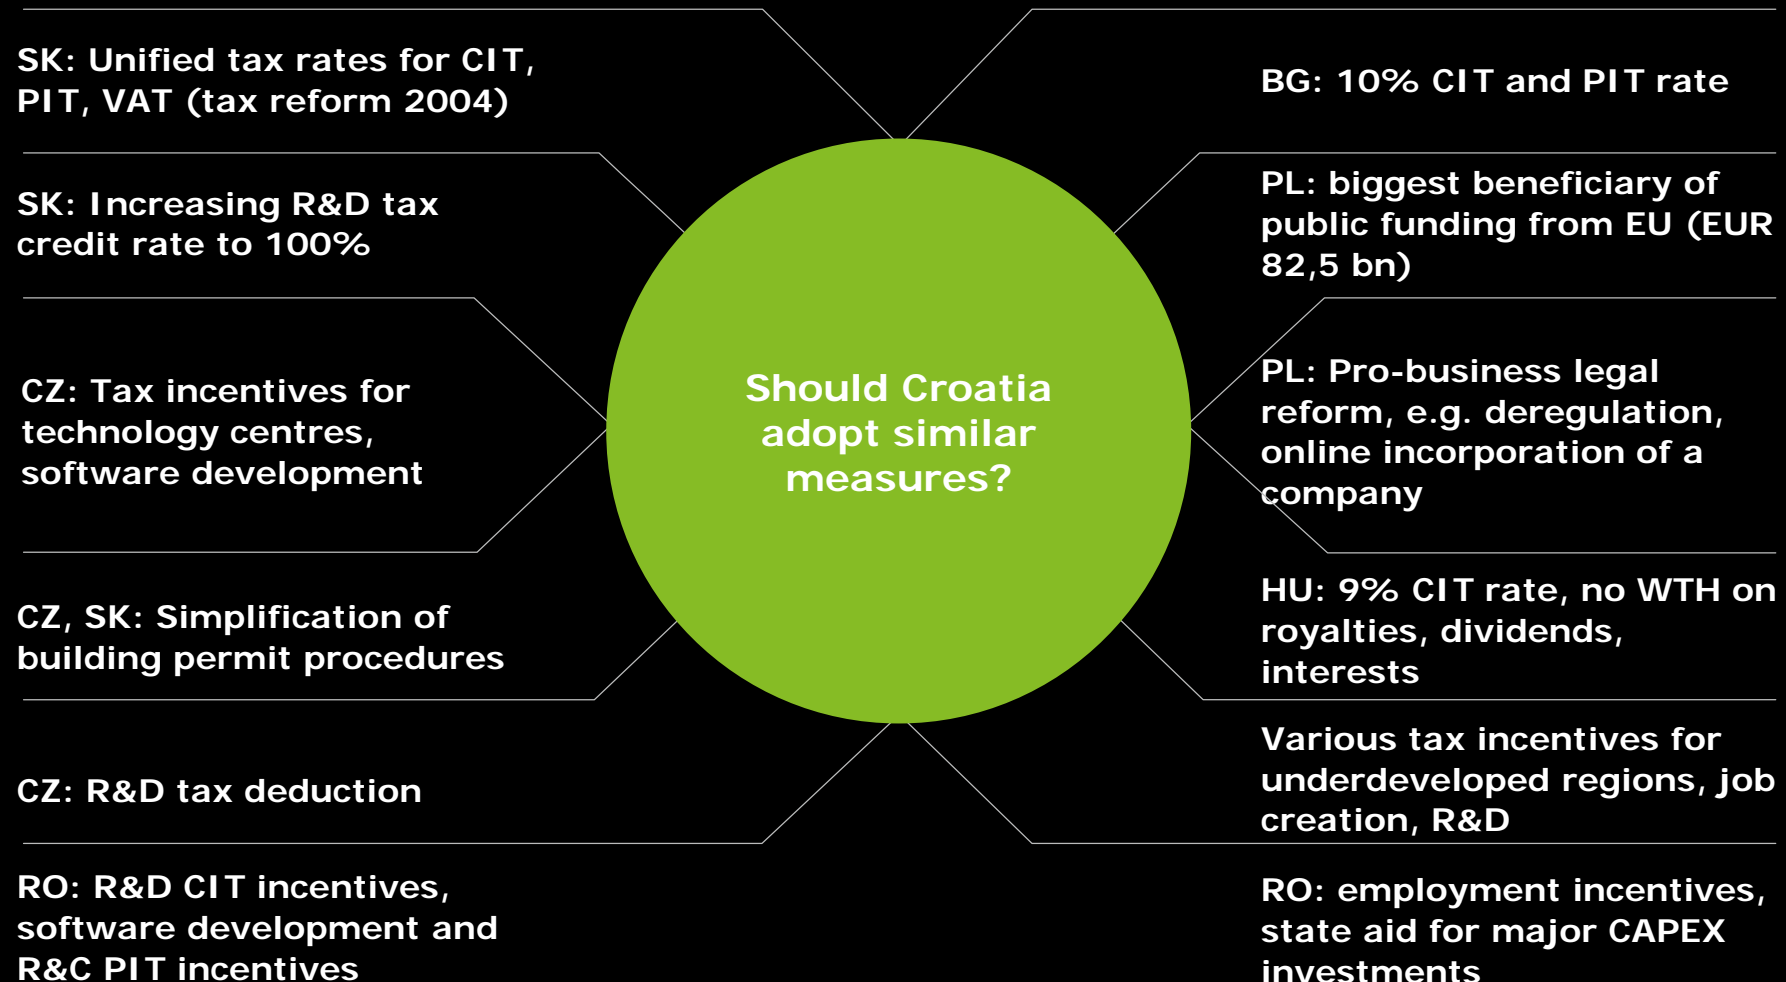 SK: Unified tax rates for CIT,
PIT, VAT (tax reform 2004)
SK: Increasing R&D tax
credit rate to 100%
CZ: Tax incentives for
technology centres,
software development
CZ, SK: Simplification of
building permit procedures
CZ: R&D tax deduction
RO: R&D CIT incentives,
software development and
R&C PIT incentives
Should Croatia
adopt similar
measures?
BG: 10% CIT and PIT rate
PL: biggest beneficiary of
public funding from EU (EUR
82,5 bn)
PL: Pro-business legal
reform, e.g. deregulation,
online incorporation of a
company
HU: 9% CIT rate, no WTH on
royalties, dividends,
interests
Various tax incentives for
underdeveloped regions, job
creation, R&D
RO: employment incentives,
state aid for major CAPEX
investments